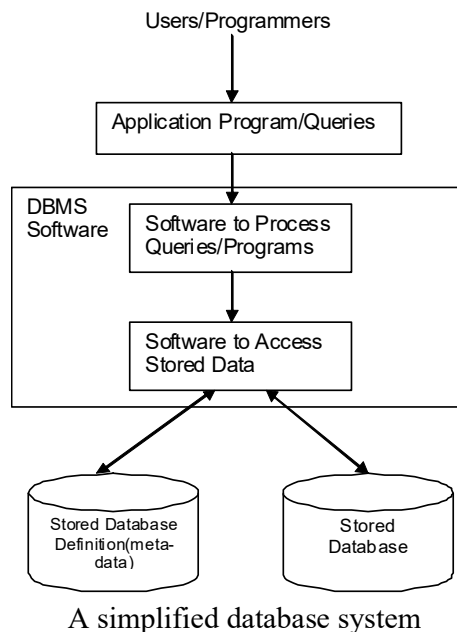 Users/Programmers
Application Program/Queries
DBMS
Software
Software to Process
Queries/Programs
Software to Access
Stored Data
Stored Database
Definition(meta-
data)
Stored
Database
A simplified database system